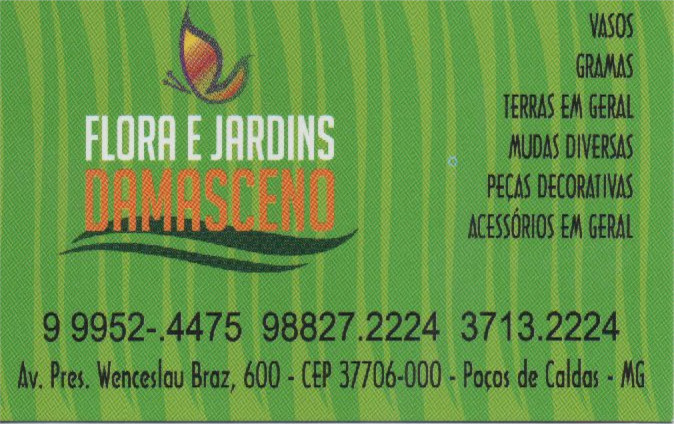 FLORA E JARDINS
DAMASCENO
VASOS
GRAMAS
TERRAS EM GERAL
MUDAS DIVERSAS
PEÇAS DECORATIVAS
ACESSÓRIOS EM GERAL
9 9952-.4475 98827.2224 3713.2224
Av. Pres. Wenceslau Braz, 600 - CEP 37706-000 - Poços de Caldas - MG